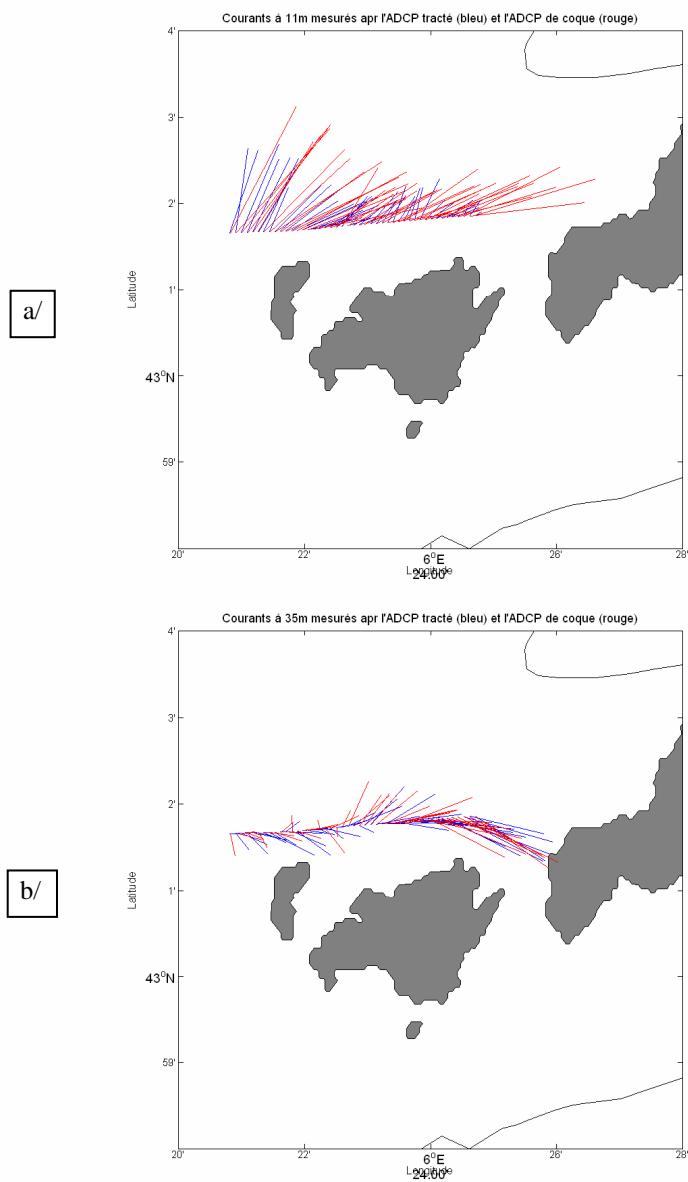 Courants à 11m mesurés apr l'ADCP tracté (bleu) et l'ADCP de coque (rouge)
4'
3'
2'
1'
43°N
59'
Latitude
a/
20'
22'
6°E
24.00'
26'
28'
Longitude
Courants à 35m mesurés apr l'ADCP tracté (bleu) et l'ADCP de coque (rouge)
4'
3'
2'
1'
43°N
59'
Latitude
b/
20'
22'
6°E
24.00'
26'
28'
Longitude